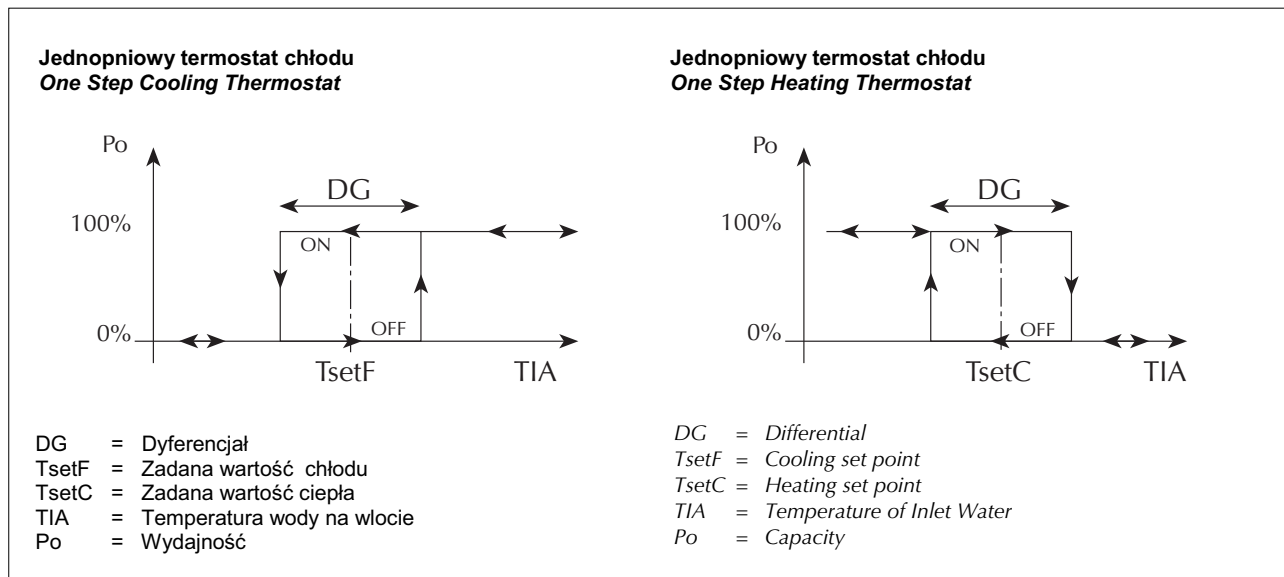 Jednopniowy termostat chłodu
One Step Cooling Thermostat
Po
DG
100%
ON
0%
OFF
TsetF
TIA
DG = Dyferencjał
TsetF = Zadana wartość chłodu
TsetC = Zadana wartość ciepła
TIA = Temperatura wody na wlocie
Po = Wydajność
Jednopniowy termostat chłodu
One Step Heating Thermostat
Po
DG
100%
ON
0%
OFF
TsetC
TIA
DG = Differential
TsetF = Cooling set point
TsetC = Heating set point
TIA = Temperature of Inlet Water
Po = Capacity